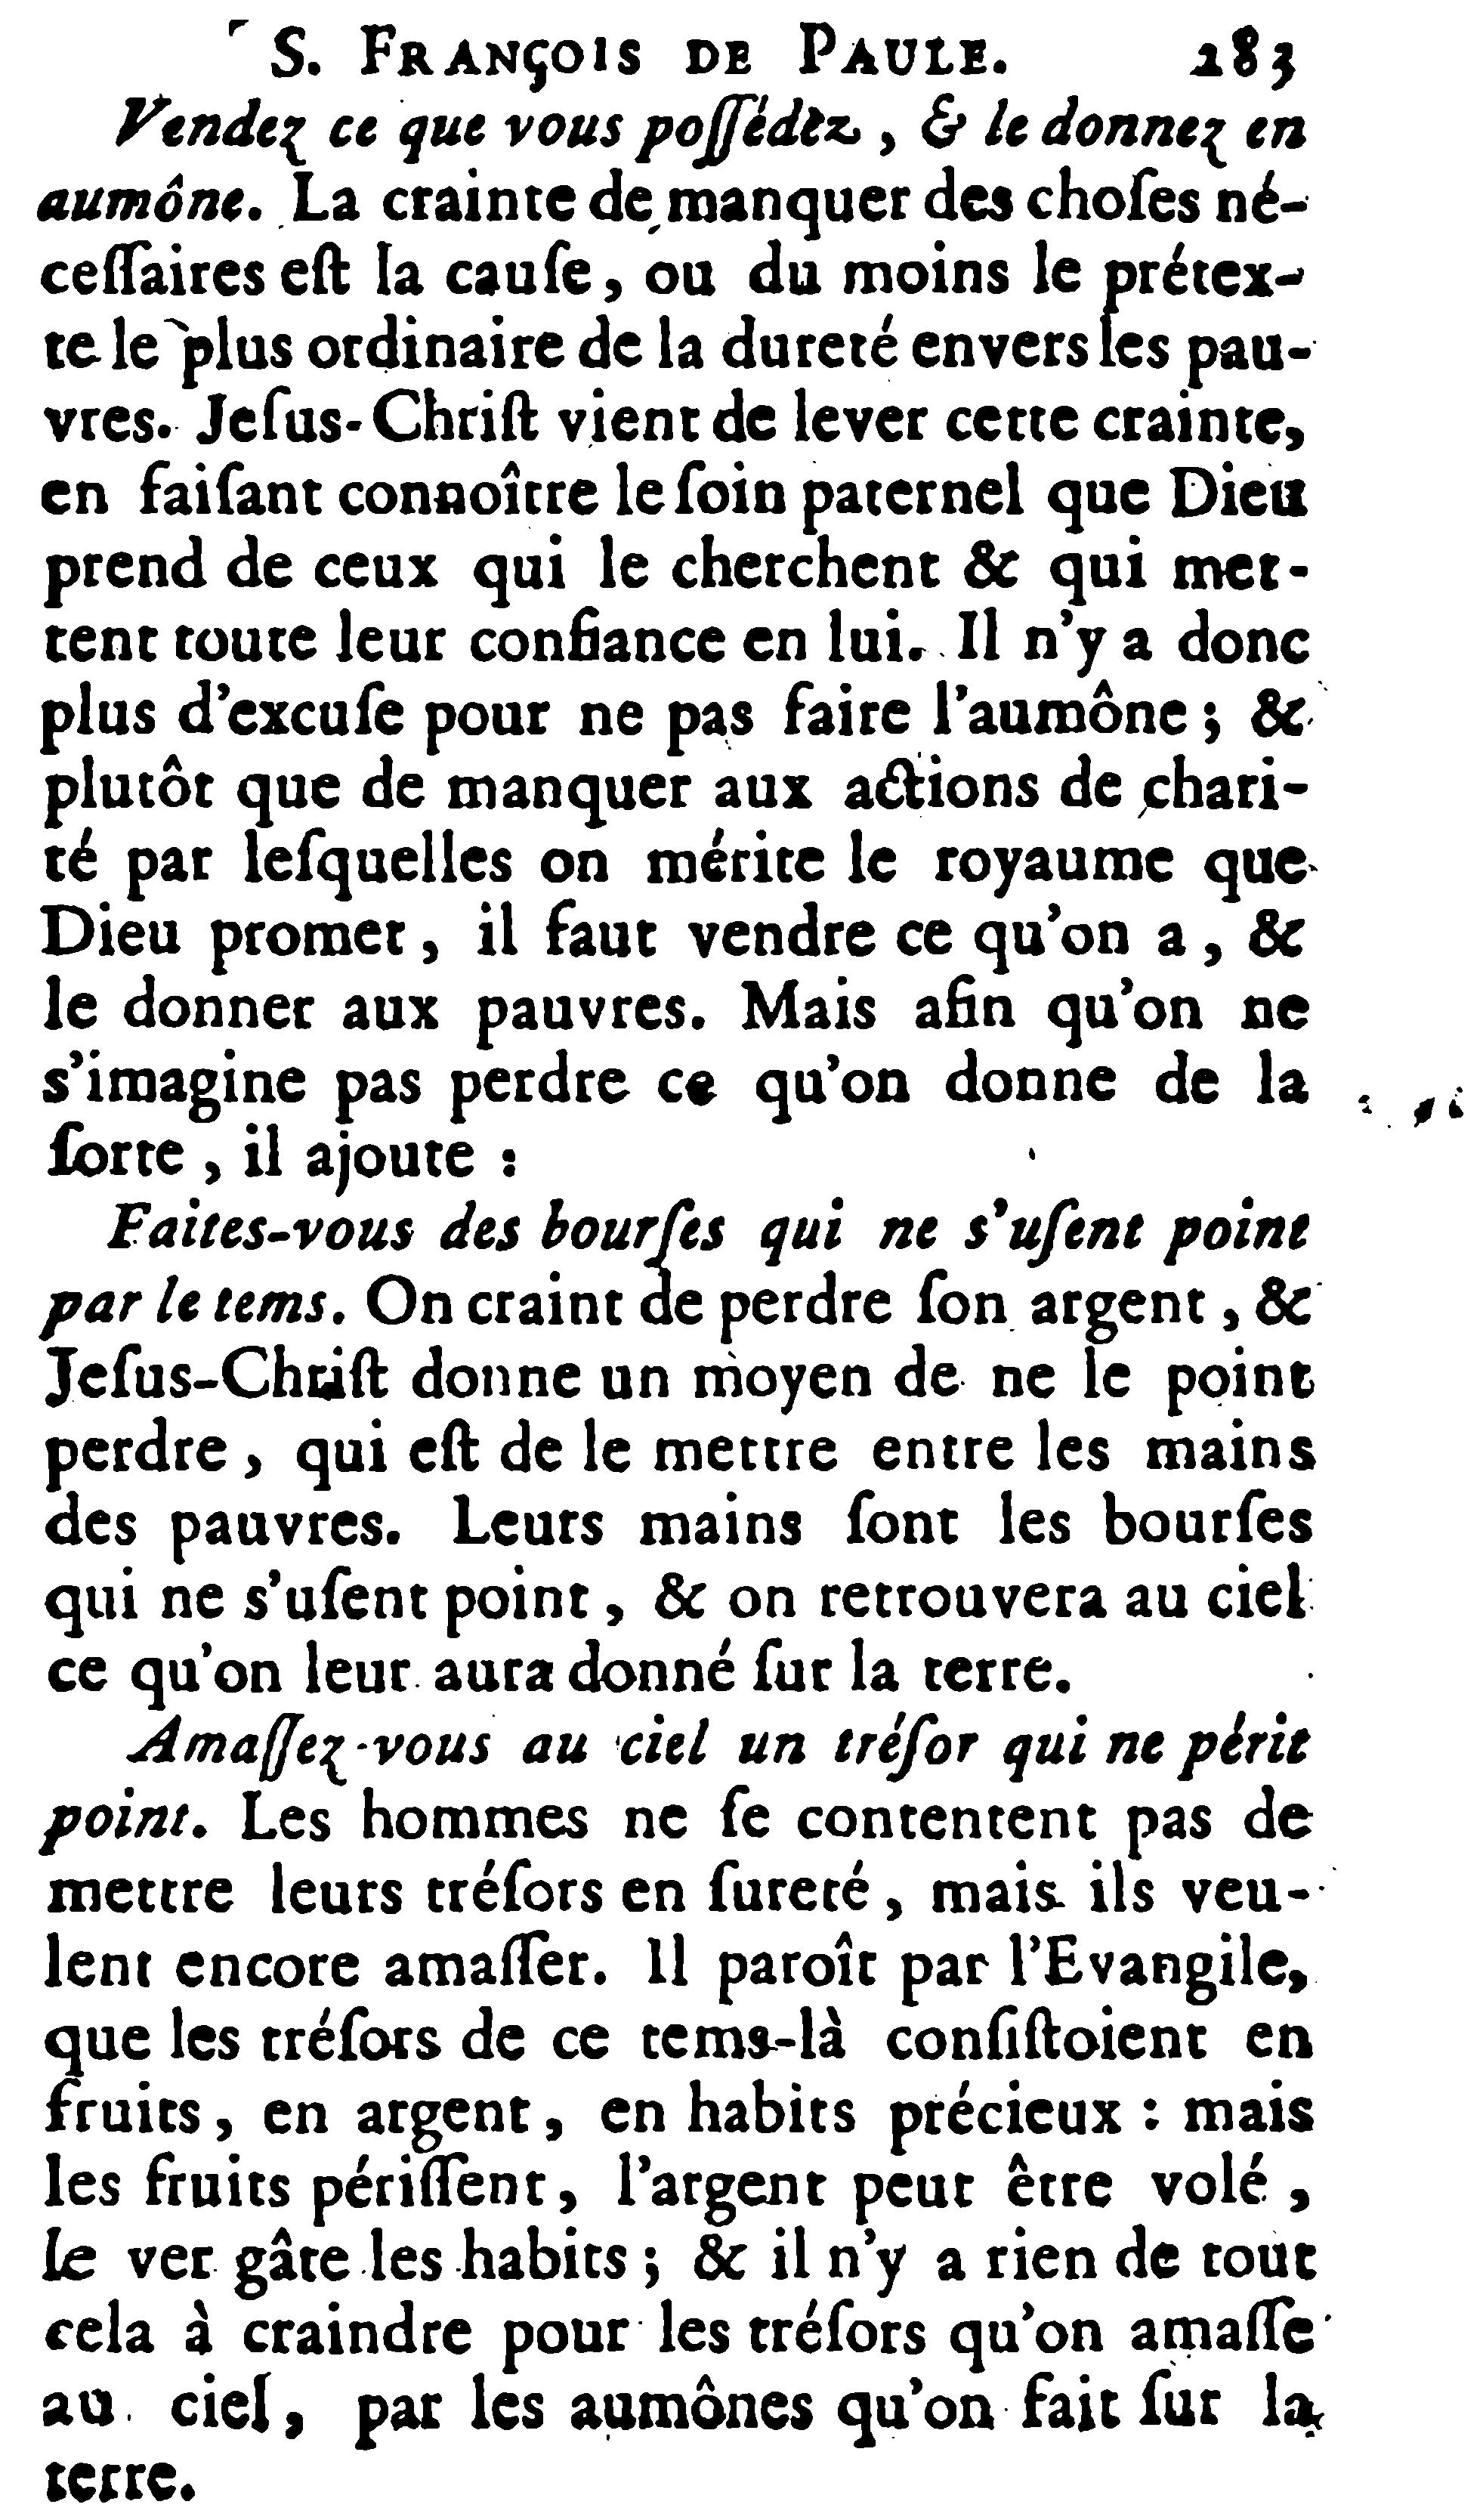 S. FRANÇOIS DE PAULE. 183
Vendez ce que vous poſſédez, & le donnez en
aumône. La crainte de manquer des choſes né-
ceſſaires eſt la cauſe, ou du moins le prétex-
te le plus ordinaire de la dureté envers les pau-
vres. Jeſus-Chriſt vient de lever cette crainte,
en faiſant connoître le ſoin paternel que Dieu
prend de ceux qui le cherchent & qui met-
tent toute leur confiance en lui. Il n'y a donc
plus d'excuſe pour ne pas faire l'aumône ; &
plutôt que de manquer aux actions de chari-
té par leſquelles on mérite le royaume que
Dieu promet, il faut vendre ce qu'on a, &
le donner aux pauvres. Mais afin qu'on ne
s'imagine pas perdre ce qu'on donne de la
ſorte, il ajoute :
Faites-vous des bourſes qui ne s'uſent point
par le tems. On craint de perdre ſon argent, &
Jeſus-Chriſt donne un moyen de ne le point
perdre, qui eſt de le mettre entre les mains
des pauvres. Leurs mains ſont les bourſes
qui ne s'uſent point, & on retrouvera au ciel
ce qu'on leur aura donné ſur la terre.
Amaſſez-vous au ciel un tréſor qui ne périt
point. Les hommes ne ſe contentent pas de
mettre leurs tréſors en ſureté, mais ils veu-
lent encore amaſſer. Il paroît par l'Evangile,
que les tréſors de ce tems-là conſiſtoient en
fruits, en argent, en habits précieux : mais
les fruits périſſent, l'argent peut être volé,
le ver gâte les habits ; & il n'y a rien de tout
cela à craindre pour les tréſors qu'on amaſſe
au ciel, par les aumônes qu'on fait ſur la
terre.